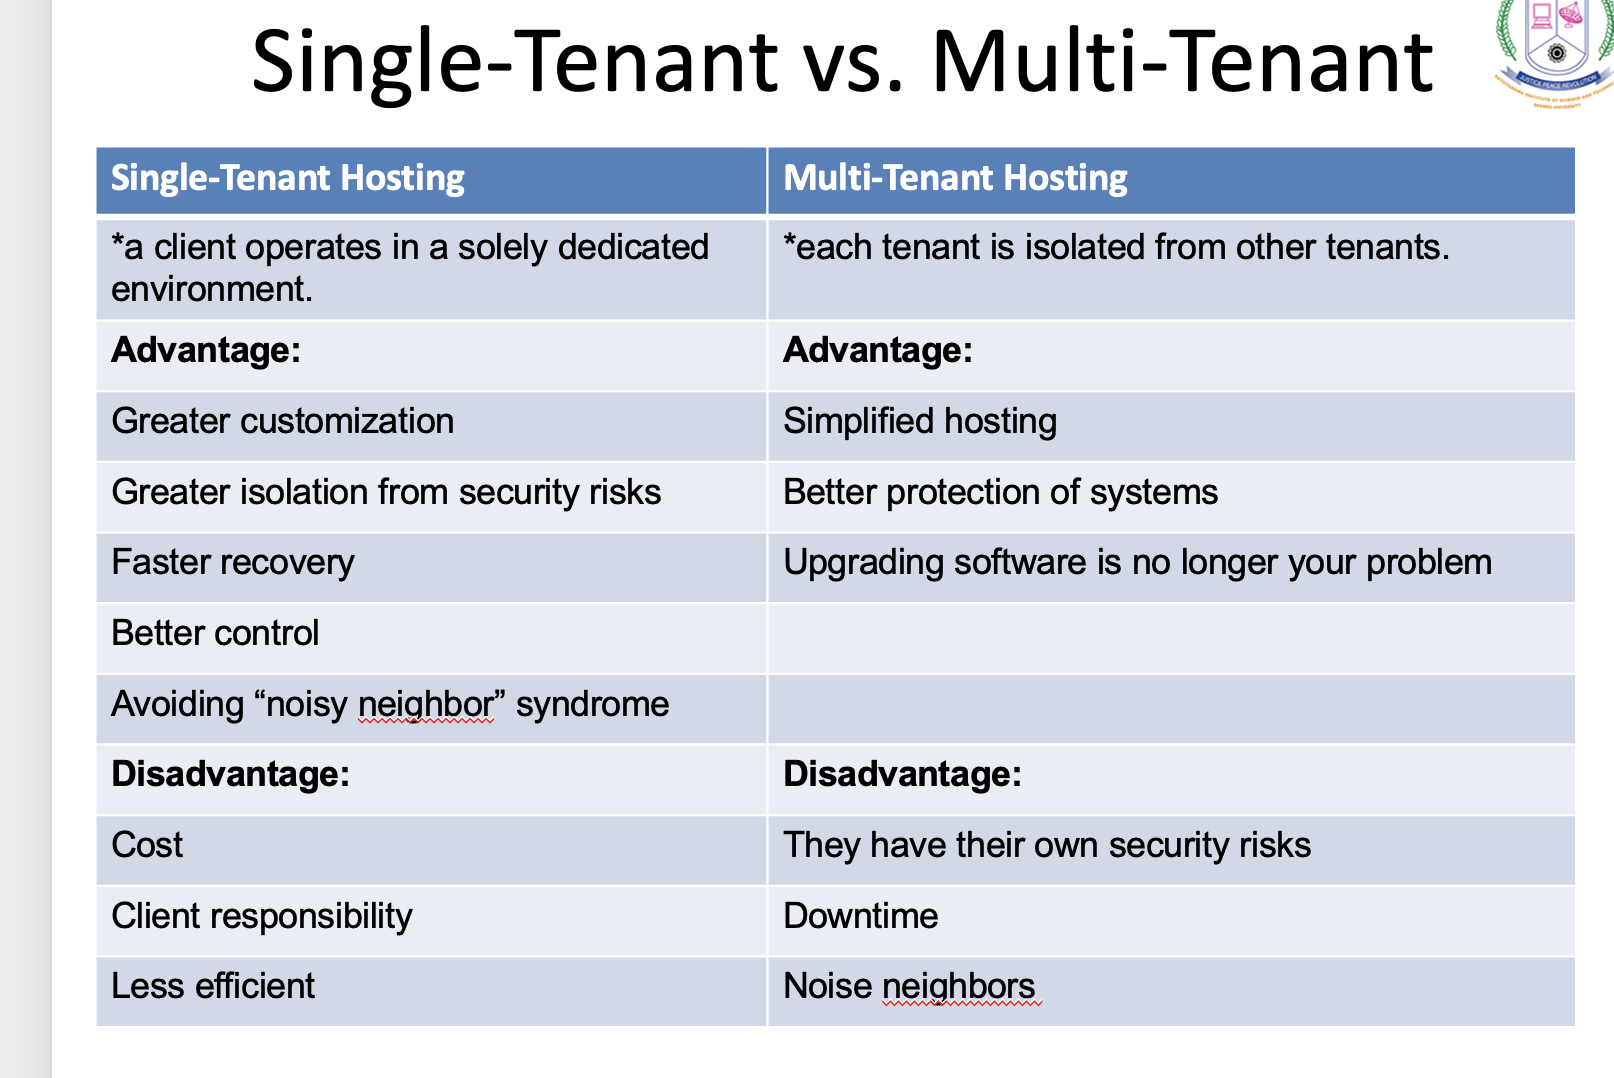 Single-Tenant vs. Multi-Tenant
JUSTICE PEACE REVOLUTION
Single-Tenant Hosting
Multi-Tenant Hosting
*a client operates in a solely dedicated
environment.
*each tenant is isolated from other tenants.
Advantage:
Advantage:
Greater customization
Simplified hosting
Greater isolation from security risks
Better protection of systems
Faster recovery
Upgrading software is no longer your problem
Better control
Avoiding “noisy neighbor” syndrome
Disadvantage:
Disadvantage:
Cost
They have their own security risks
Client responsibility
Downtime
Less efficient
Noise neighbors